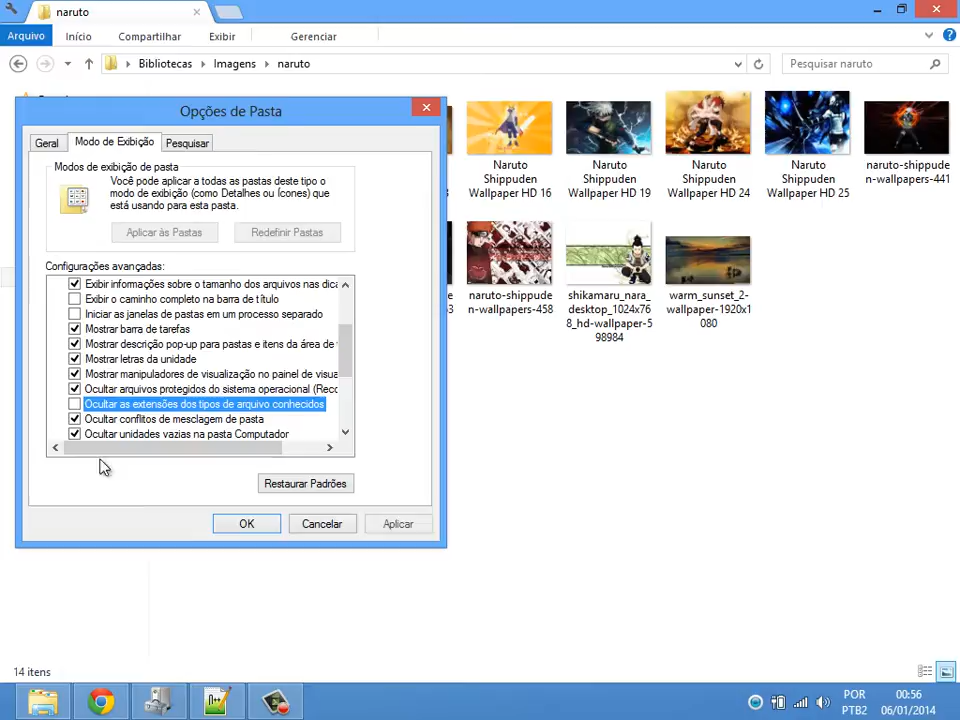 naruto
Arquivo
Início
Compartilhar
Exibir
Gerenciar
Bibliotecas
Imagens
naruto
Pesquisar naruto
Opções de Pasta
Geral
Modo de Exibição
Pesquisar
Modos de exibição de pasta
Você pode aplicar a todas as pastas deste tipo o
modo de exibição (como Detalhes ou Ícones) que
está usando para esta pasta.
Aplicar às Pastas
Redefinir Pastas
Configurações avançadas:
Exibir informações sobre o tamanho dos arquivos nas dica
Exibir o caminho completo na barra de título
Iniciar as janelas de pastas em um processo separado
Mostrar barra de tarefas
Mostrar descrição pop-up para pastas e itens da área de
Mostrar letras da unidade
Mostrar manipuladores de visualização no painel de visua
Ocultar arquivos protegidos do sistema operacional (Reco
Ocultar as extensões dos tipos de arquivo conhecidos
Ocultar conflitos de mesclagem de pasta
Ocultar unidades vazias na pasta Computador
Restaurar Padrões
OK
Cancelar
Aplicar
Naruto
Shippuden
Wallpaper HD 16
Naruto
Shippuden
Wallpaper HD 19
Naruto
Shippuden
Wallpaper HD 24
Naruto
Shippuden
Wallpaper HD 25
naruto-shippude
n-wallpapers-441
naruto-shippude
n-wallpapers-458
shikamaru_nara_
desktop_1024x76
8_hd-wallpaper-5
98984
warm_sunset_2-
wallpaper-1920x1
080
14 itens
POR
PTB2
00:56
06/01/2014